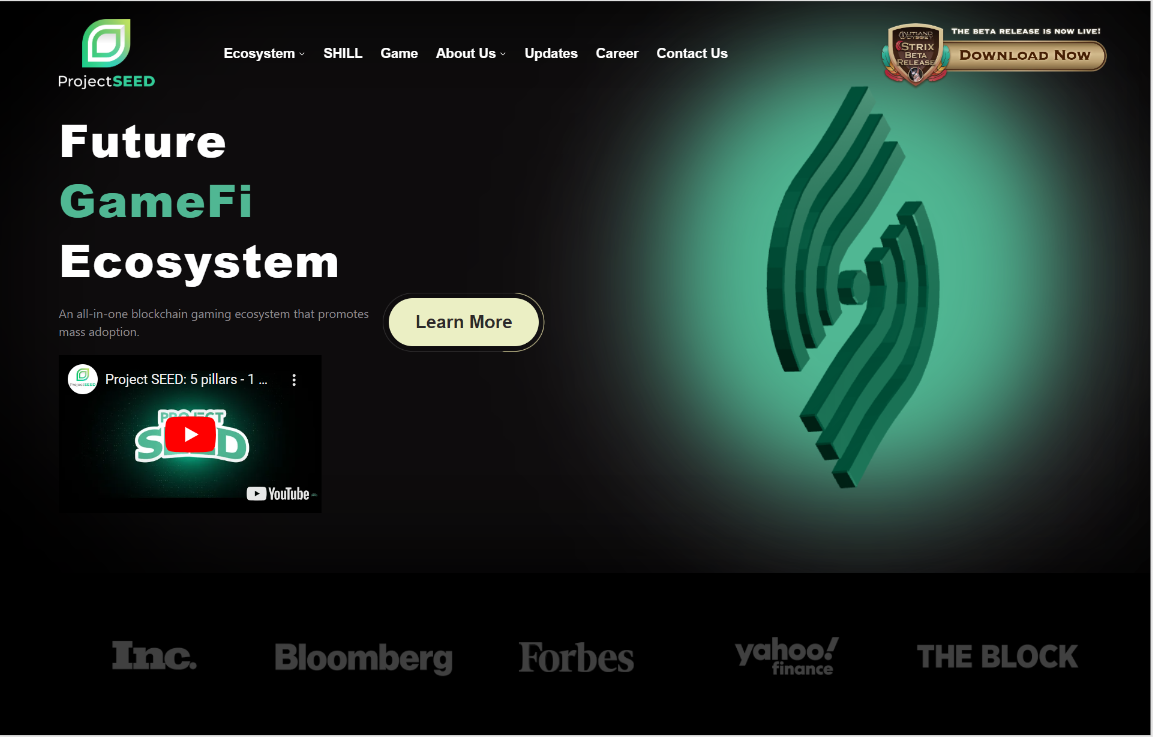 ProjectSEED
Ecosystem
SHILL
Game
About Us
Updates
Career
Contact Us
STRIX
BETA
RELEASE
THE BETA RELEASE IS NOW LIVE!
DOWNLOAD NOW
Future
GameFi
Ecosystem
An all-in-one blockchain gaming ecosystem that promotes
mass adoption.
Learn More
Project SEED: 5 pillars - 1 ...
PROJECT
SEED
YouTube
Inc.
Bloomberg
Forbes
yahoo!
finance
THE BLOCK